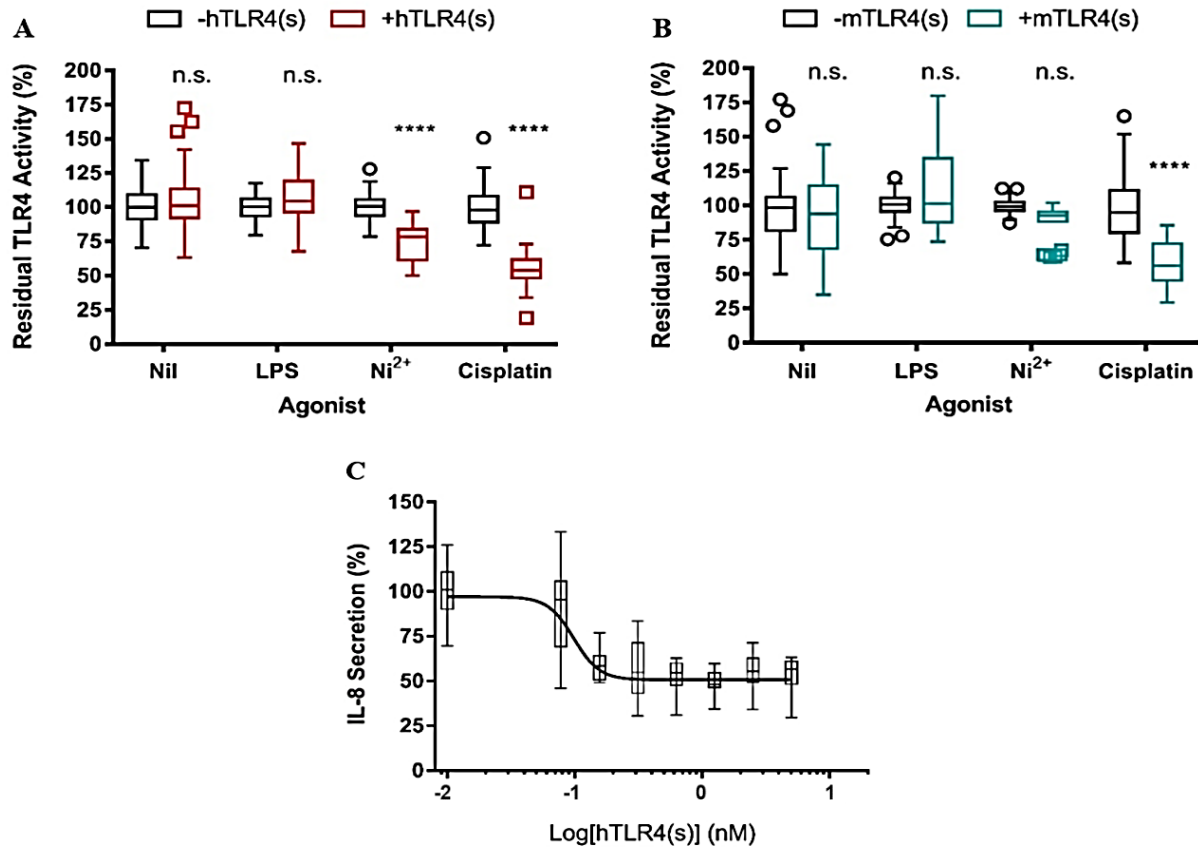 A
-hTLR4(s) +hTLR4(s)
Residual TLR4 Activity (%)
200
175
150
125
100
75
50
25
0
n.s. n.s. **** ****
Nil LPS Ni²⁺ Cisplatin
Agonist
B
-mTLR4(s) +mTLR4(s)
Residual TLR4 Activity (%)
200
175
150
125
100
75
50
25
0
n.s. n.s. n.s. ****
Nil LPS Ni²⁺ Cisplatin
Agonist
C
IL-8 Secretion (%)
150
125
100
75
50
25
0
-2 -1 0 1
Log[hTLR4(s)] (nM)